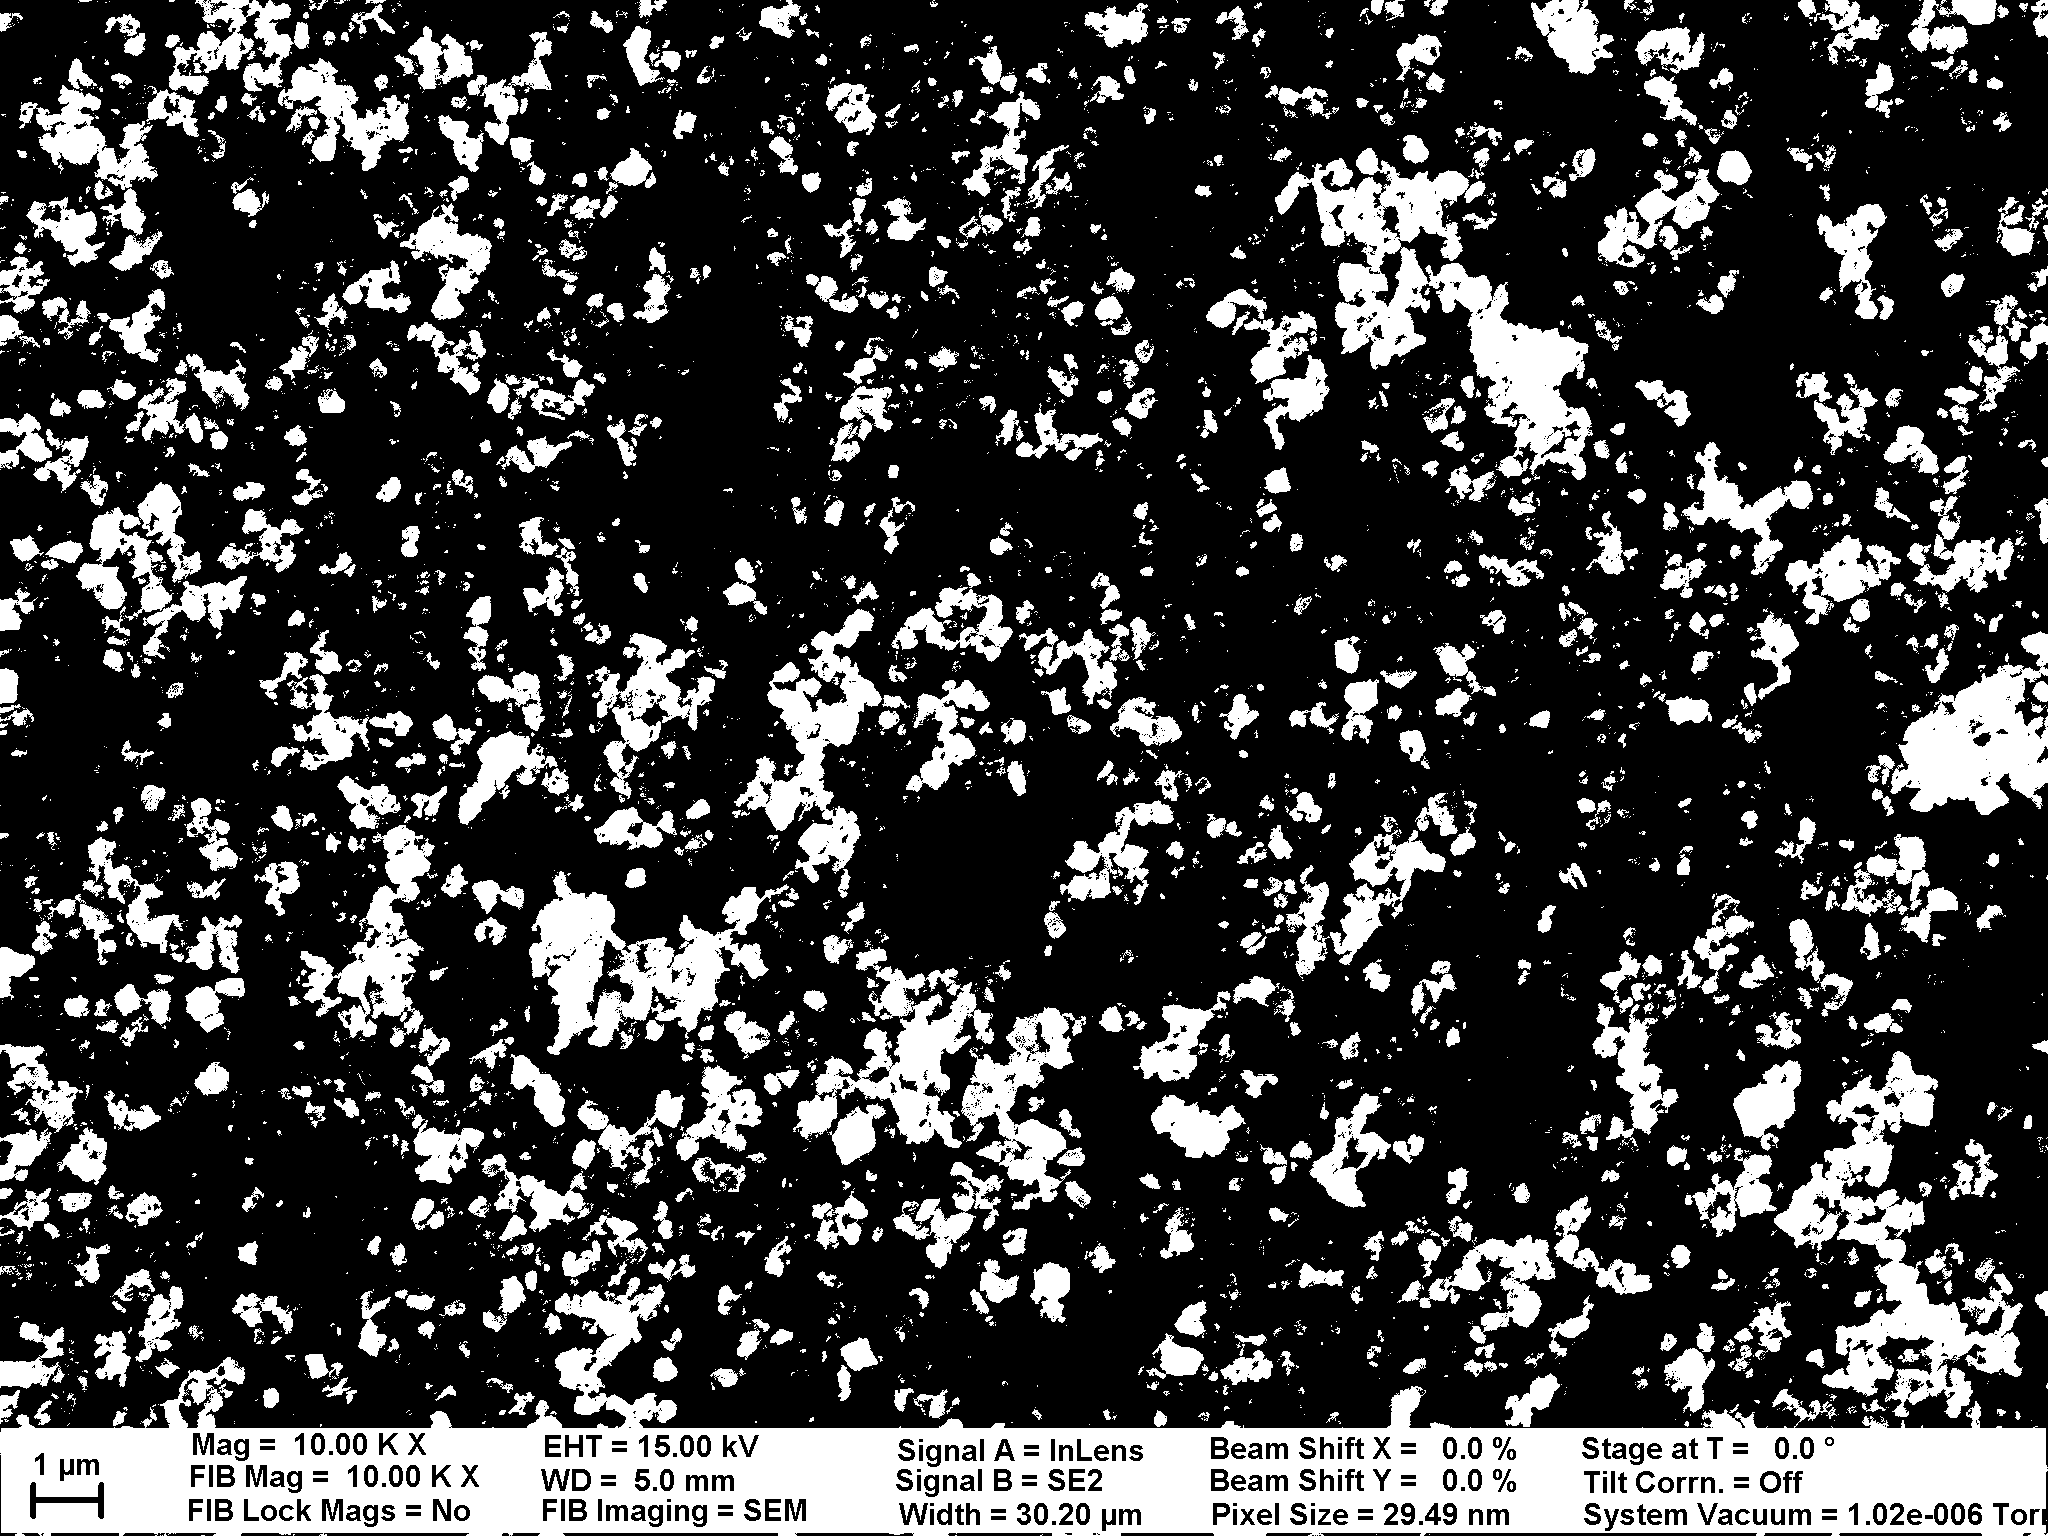 1 µm
Mag = 10.00 K X
FIB Mag = 10.00 K X
FIB Lock Mags = No
EHT = 15.00 kV
WD = 5.0 mm
FIB Imaging = SEM
Signal A = InLens
Signal B = SE2
Width = 30.20 µm
Beam Shift X = 0.0 %
Beam Shift Y = 0.0 %
Pixel Size = 29.49 nm
Stage at T = 0.0 °
Tilt Corrn. = Off
System Vacuum = 1.02e-006 Torr